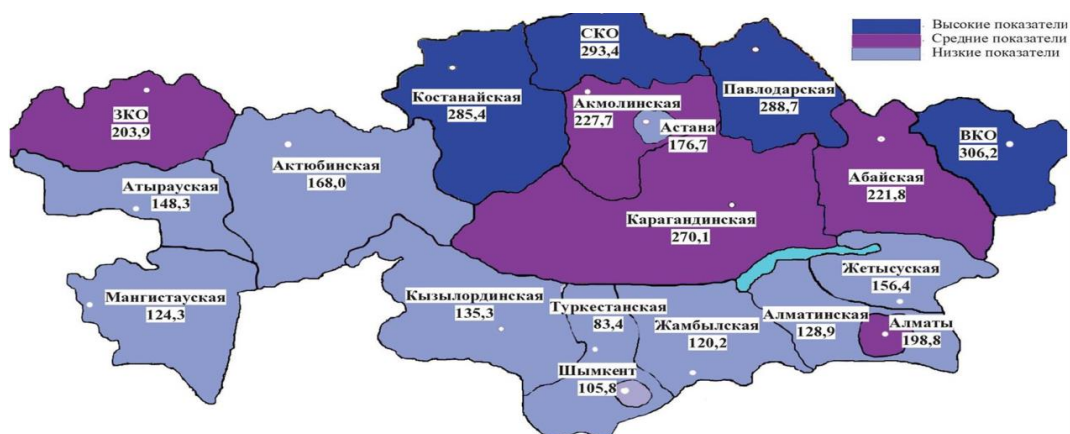 Высокие показатели
Средние показатели
Низкие показатели
СКО
293,4
Костанайская
285,4
Акмолинская
227,7
Павлодарская
288,7
ЗКО
203,9
Астана
176,7
ВКО
306,2
Актюбинская
168,0
Атырауская
148,3
Абайская
221,8
Карагандинская
270,1
Жетысуская
156,4
Мангистауская
124,3
Кызылординская
135,3
Туркестанская
83,4
Жамбылская
120,2
Алматинская
128,9
Алматы
198,8
Шымкент
105,8